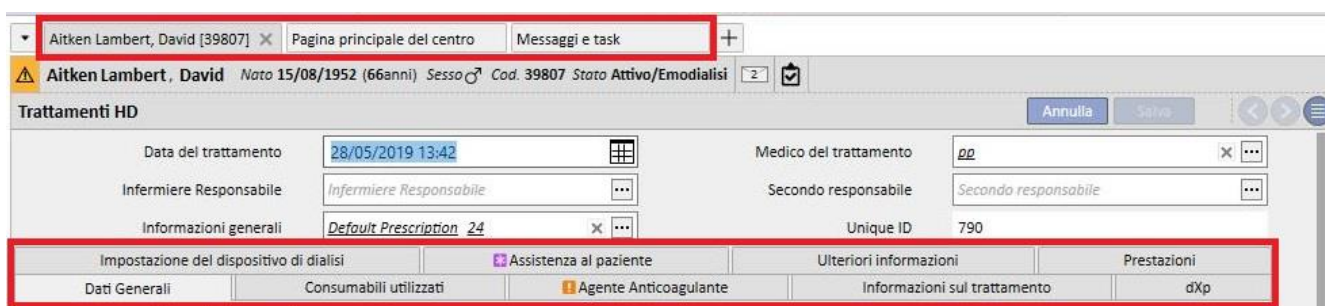 Aitken Lambert, David [39807] Pagina principale del centro Messaggi e task
Aitken Lambert, David Nato 15/08/1952 (66anni) Sesso Cod. 39807 Stato Attivo/Emodialisi 2
Trattamenti HD Annulla Salva
Data del trattamento 28/05/2019 13:42 Medico del trattamento pp
Infermiere Responsabile Infermiere Responsabile Secondo responsabile Secondo responsabile
Informazioni generali Default Prescription 24 Unique ID 790
Impostazione del dispositivo di dialisi Assistenza al paziente Ulteriori informazioni Prestazioni
Dati Generali Consumabili utilizzati Agente Anticoagulante Informazioni sul trattamento dXp